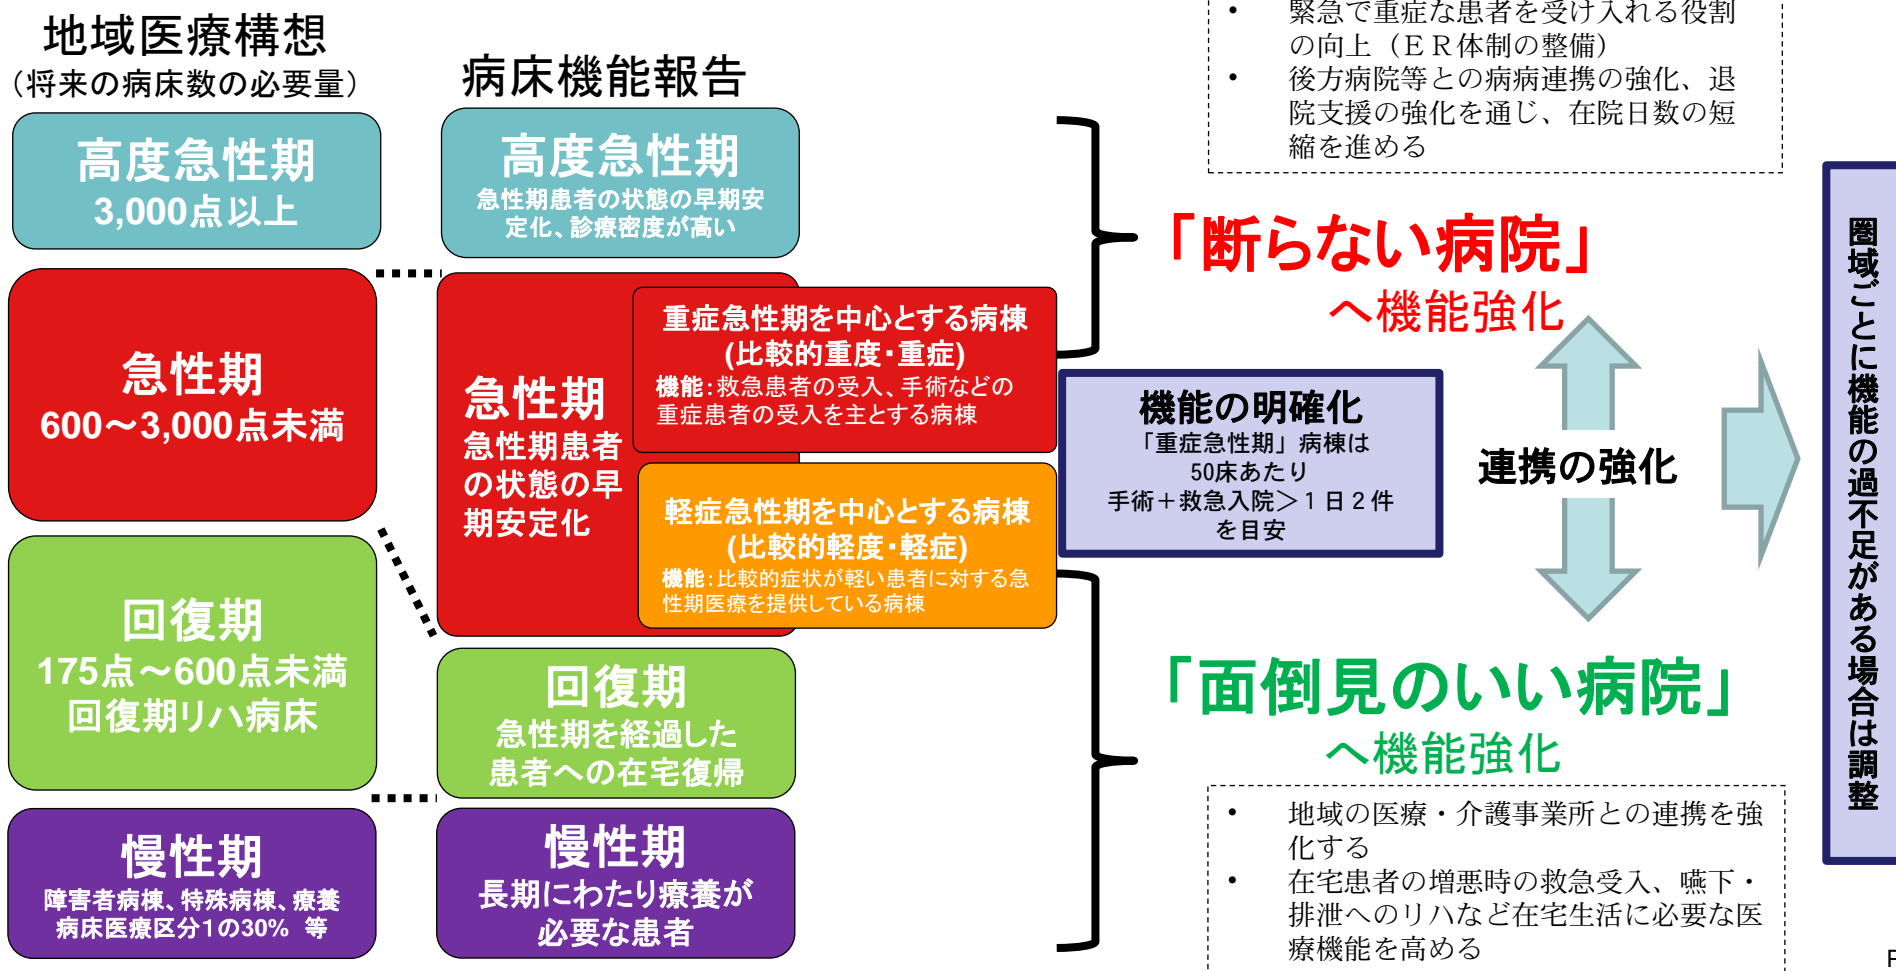 地域医療構想
（将来の病床数の必要量）
高度急性期
3,000点以上
急性期
600～3,000点未満
回復期
175点～600点未満
回復期リハ病床
慢性期
障害者病棟、特殊病棟、療養
病床医療区分1の30% 等
病床機能報告
高度急性期
急性期患者の状態の早期安
定化、診療密度が高い
急性期
急性期患者
の状態の早
期安定化
重症急性期を中心とする病棟
(比較的重度・重症)
機能：救急患者の受入、手術などの
重症患者の受入を主とする病棟
軽症急性期を中心とする病棟
(比較的軽度・軽症)
機能：比較的症状が軽い患者に対する急
性期医療を提供している病棟
回復期
急性期を経過した
患者への在宅復帰
慢性期
長期にわたり療養が
必要な患者
• 緊急で重症な患者を受け入れる役割
の向上（ＥＲ体制の整備）
• 後方病院等との病病連携の強化、退
院支援の強化を通じ、在院日数の短
縮を進める
「断らない病院」
へ機能強化
機能の明確化
「重症急性期」病棟は
50床あたり
手術＋救急入院＞１日２件
を目安
連携の強化
「面倒見のいい病院」
へ機能強化
• 地域の医療・介護事業所との連携を強
化する
• 在宅患者の増悪時の救急受入、嚥下・
排泄へのリハなど在宅生活に必要な医
療機能を高める
圏域ごとに機能の過不足がある場合は調整